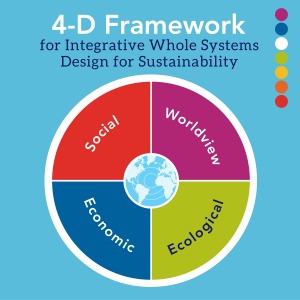 4-D Framework
for Integrative Whole Systems
Design for Sustainability
Social
Worldview
Economic
Ecological